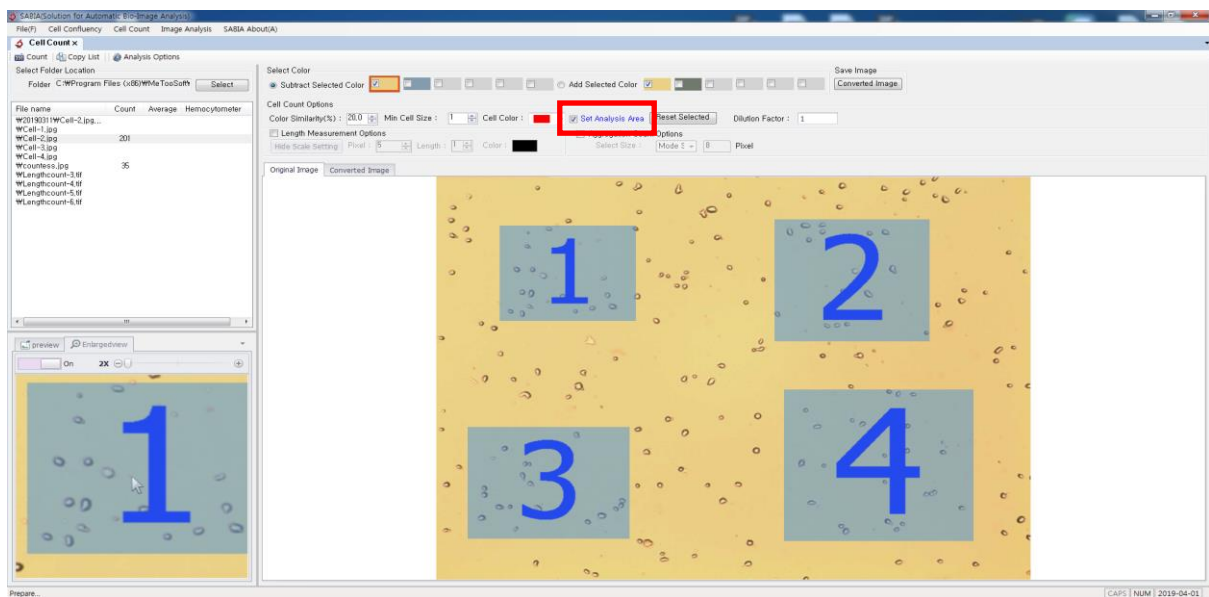 SABIA(Solution for Automatic Bio-Image Analysis)
File(F) Cell Confluency Cell Count Image Analysis SABIA About(A)
Cell Count x
Count Copy List Analysis Options
Select Folder Location
Folder C:₩Program Files (x86)₩MeTooSoft₩ Select
File name Count Average Hemocytometer
₩20190311₩Cell-2.jpg...
₩Cell-1.jpg
₩Cell-2.jpg 201
₩Cell-3.jpg
₩Cell-4.jpg
₩countess.jpg 35
₩Lengthcount-3.tif
₩Lengthcount-4.tif
₩Lengthcount-5.tif
₩Lengthcount-6.tif
preview Enlargedview
On 2X
1
Select Color
Subtract Selected Color Add Selected Color
Save Image
Converted Image
Cell Count Options
Color Similarity(%) : 20,0 Min Cell Size : 1 Cell Color : Set Analysis Area Reset Selected Dilution Factor : 1
Length Measurement Options Options
Hide Scale Setting Pixel : 5 Length : 1 Color : Select Size : Mode 8 Pixel
Original Image Converted Image
1
2
3
4
Prepare...
CAPS NUM 2019-04-01